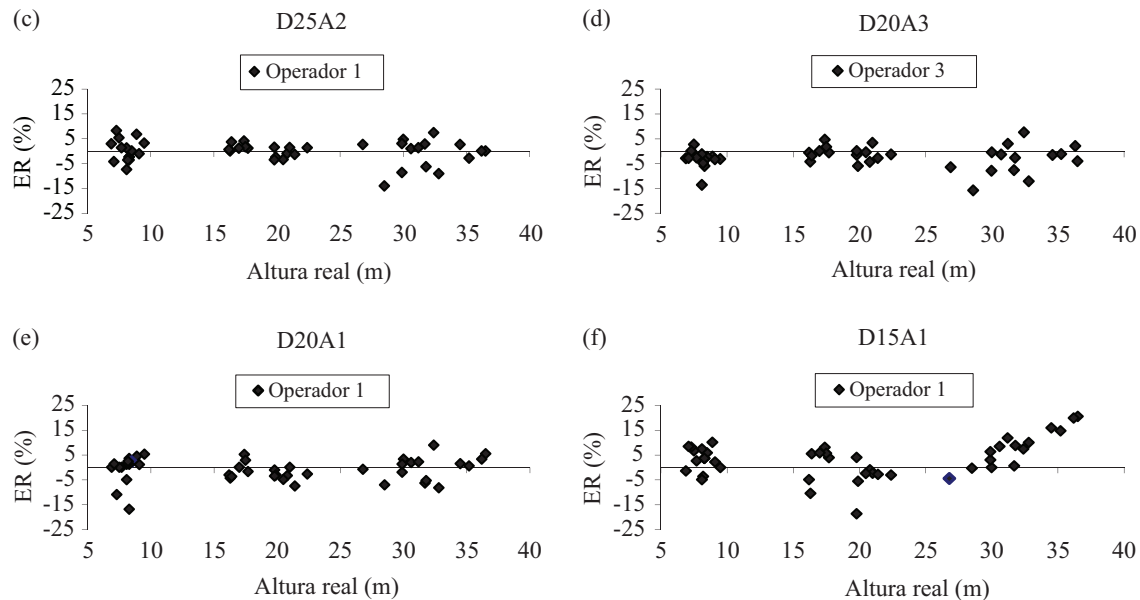 (c)
D25A2
Operador 1
ER (%)
25
15
5
-5
-15
-25
5 10 15 20 25 30 35 40
Altura real (m)
(d)
D20A3
Operador 3
ER (%)
25
15
5
-5
-15
-25
5 10 15 20 25 30 35 40
Altura real (m)
(e)
D20A1
Operador 1
ER (%)
25
15
5
-5
-15
-25
5 10 15 20 25 30 35 40
Altura real (m)
(f)
D15A1
Operador 1
ER (%)
25
15
5
-5
-15
-25
5 10 15 20 25 30 35 40
Altura real (m)